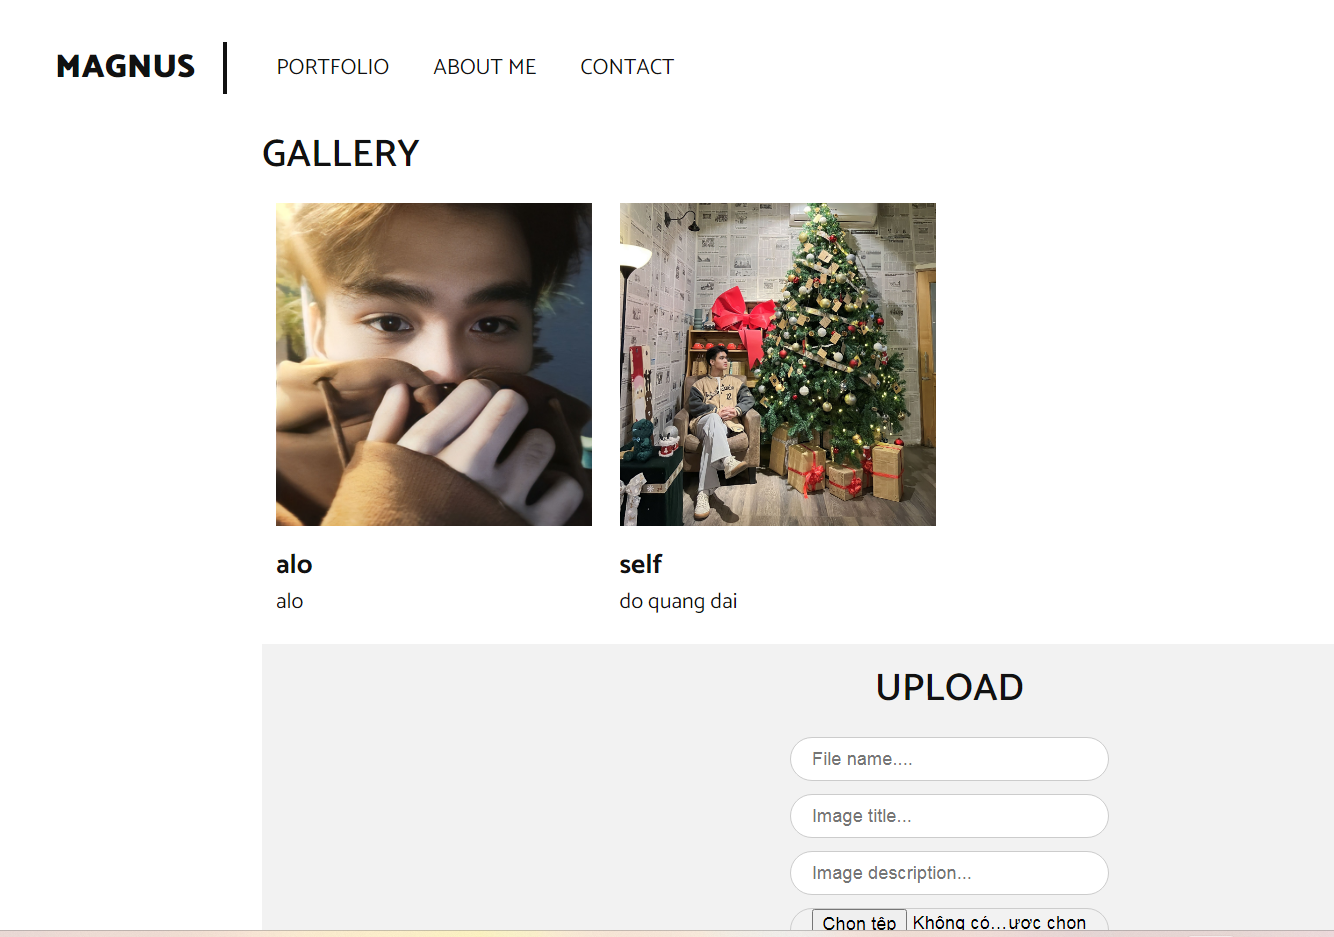 MAGNUS
PORTFOLIO
ABOUT ME
CONTACT
GALLERY
alo
alo
self
do quang dai
UPLOAD
File name....
Image title...
Image description...
Chọn tệp Không có...ược chọn